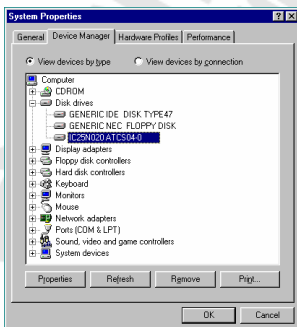 System Properties
General Device Manager Hardware Profiles Performance
View devices by type View devices by connection
Computer
CDROM
Disk drives
GENERIC IDE DISK TYPE47
GENERIC NEC FLOPPY DISK
IC25N020 ATCS04-0
Display adapters
Floppy disk controllers
Hard disk controllers
Keyboard
Monitors
Mouse
Network adapters
Ports (COM & LPT)
Sound, video and game controllers
System devices
Properties Refresh Remove Print...
OK Cancel